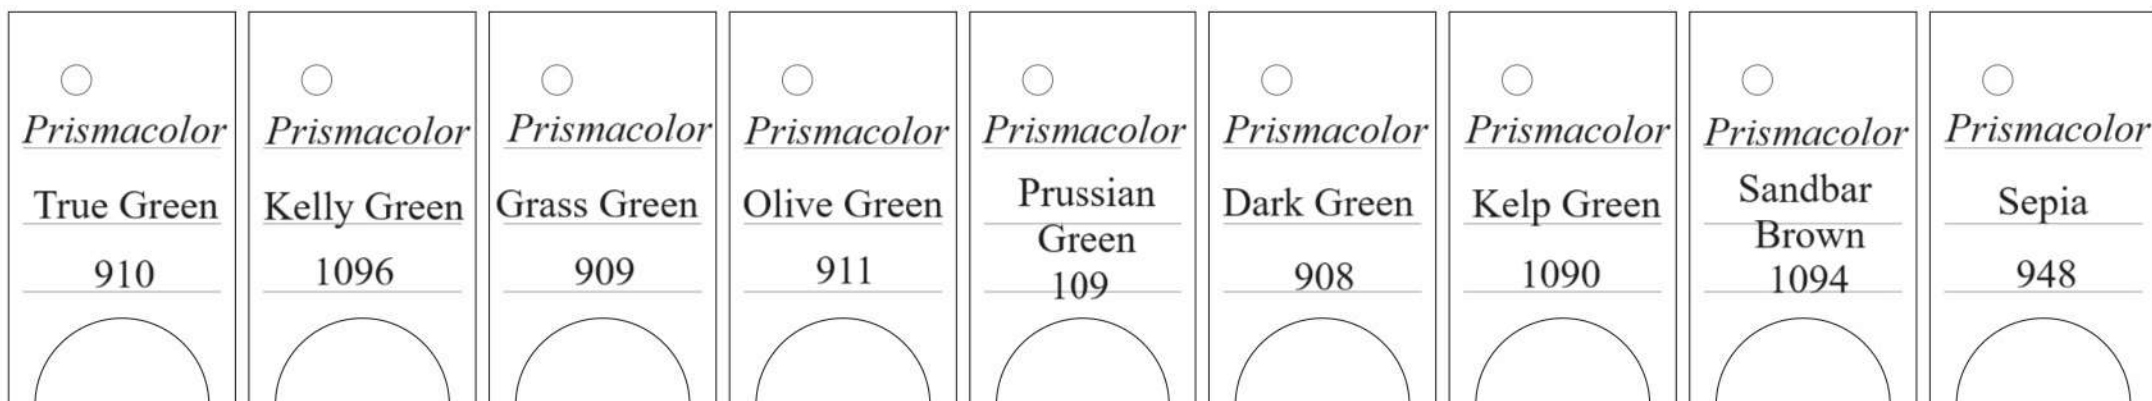 Prismacolor
True Green
910
Prismacolor
Kelly Green
1096
Prismacolor
Grass Green
909
Prismacolor
Olive Green
911
Prismacolor
Prussian
Green
109
Prismacolor
Dark Green
908
Prismacolor
Kelp Green
1090
Prismacolor
Sandbar
Brown
1094
Prismacolor
Sepia
948